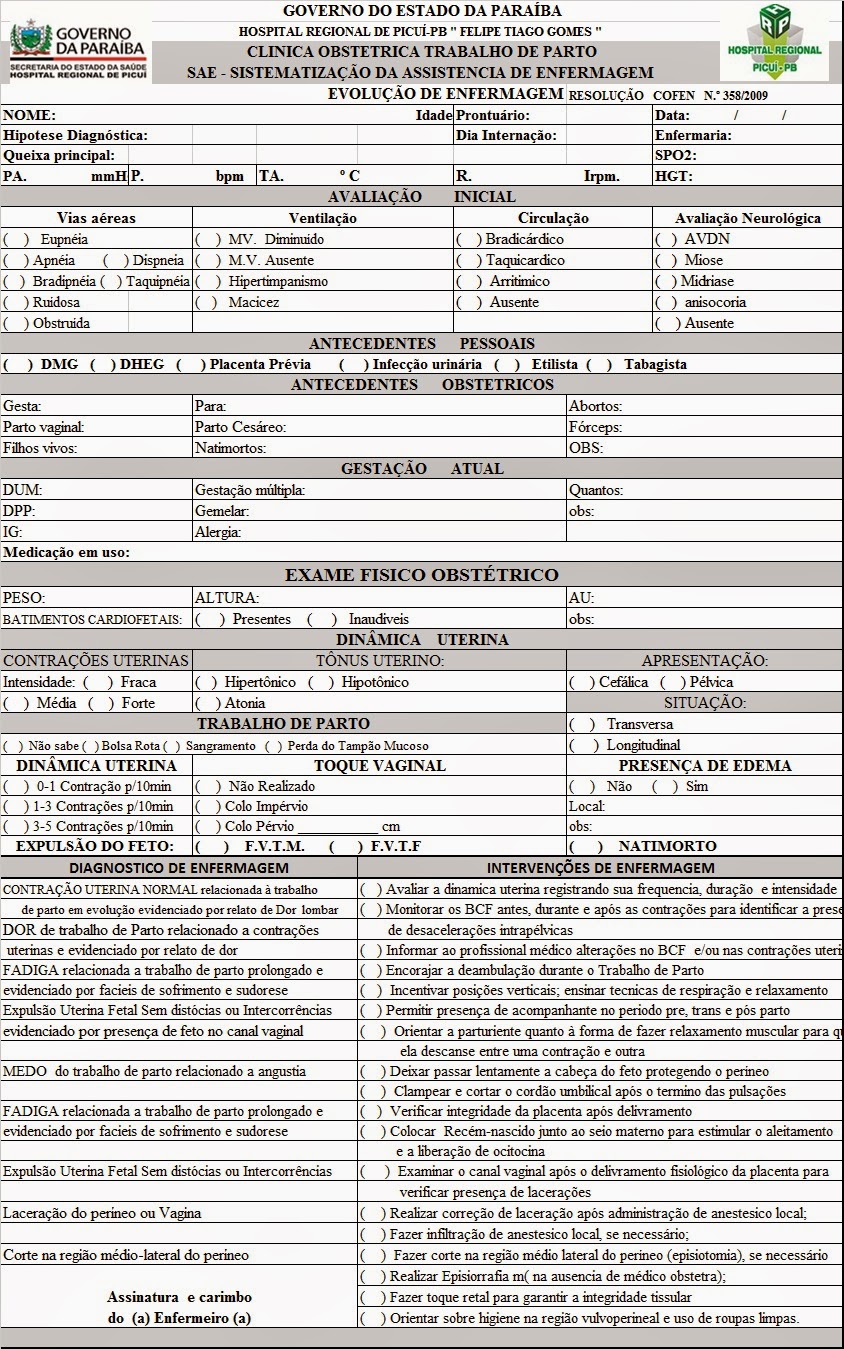 GOVERNO DO ESTADO DA PARAÍBA
HOSPITAL REGIONAL DE PICUÍ-PB " FELIPE TIAGO GOMES "
CLINICA OBSTETRICA TRABALHO DE PARTO
SAE - SISTEMATIZAÇÃO DA ASSISTENCIA DE ENFERMAGEM
GOVERNO
DA PARAÍBA
SECRETARIA DO ESTADO DA SAÚDE
HOSPITAL REGIONAL DE PICUÍ
HRP
HOSPITAL REGIONAL
PICUÍ - PB
EVOLUÇÃO DE ENFERMAGEM RESOLUÇÃO COFEN N.º 358/2009
NOME: Idade Prontuário: Data: / /
Hipotese Diagnóstica: Dia Internação: Enfermaria:
Queixa principal: SPO2:
PA. mmH P. bpm TA. º C R. Irpm. HGT:
AVALIAÇÃO INICIAL
Vias aéreas Ventilação Circulação Avaliação Neurológica
( ) Eupnéia ( ) MV. Diminuido ( ) Bradicárdico ( ) AVDN
( ) Apnéia ( ) Dispneia ( ) M.V. Ausente ( ) Taquicardico ( ) Miose
( ) Bradipnéia ( ) Taquipnéia ( ) Hipertimpanismo ( ) Arritimico ( ) Midriase
( ) Ruidosa ( ) Macicez ( ) Ausente ( ) anisocoria
( ) Obstruida ( ) Ausente
ANTECEDENTES PESSOAIS
( ) DMG ( ) DHEG ( ) Placenta Prévia ( ) Infecção urinária ( ) Etilista ( ) Tabagista
ANTECEDENTES OBSTETRICOS
Gesta: Para: Abortos:
Parto vaginal: Parto Cesáreo: Fórceps:
Filhos vivos: Natimortos: OBS:
GESTAÇÃO ATUAL
DUM: Gestação múltipla: Quantos:
DPP: Gemelar: obs:
IG: Alergia:
Medicação em uso:
EXAME FISICO OBSTÉTRICO
PESO: ALTURA: AU:
BATIMENTOS CARDIOFETAIS: ( ) Presentes ( ) Inaudiveis obs:
DINÂMICA UTERINA
CONTRAÇÕES UTERINAS TÔNUS UTERINO: APRESENTAÇÃO:
Intensidade: ( ) Fraca ( ) Hipertônico ( ) Hipotônico ( ) Cefálica ( ) Pélvica
( ) Média ( ) Forte ( ) Atonia SITUAÇÃO:
TRABALHO DE PARTO ( ) Transversa
( ) Não sabe ( ) Bolsa Rota ( ) Sangramento ( ) Perda do Tampão Mucoso ( ) Longitudinal
DINÂMICA UTERINA TOQUE VAGINAL PRESENÇA DE EDEMA
( ) 0-1 Contração p/10min ( ) Não Realizado ( ) Não ( ) Sim
( ) 1-3 Contrações p/10min ( ) Colo Impérvio Local:
( ) 3-5 Contrações p/10min ( ) Colo Pérvio ___________ cm obs:
EXPULSÃO DO FETO: ( ) F.V.T.M. ( ) F.V.T.F ( ) NATIMORTO
DIAGNOSTICO DE ENFERMAGEM INTERVENÇÕES DE ENFERMAGEM
CONTRAÇÃO UTERINA NORMAL relacionada à trabalho ( ) Avaliar a dinamica uterina registrando sua frequencia, duração e intensidade
de parto em evolução evidenciado por relato de Dor lombar ( ) Monitorar os BCF antes, durante e após as contrações para identificar a prese
DOR de trabalho de Parto relacionado a contrações de desacelerações intrapélvicas
uterinas e evidenciado por relato de dor ( ) Informar ao profissional médico alterações no BCF e/ou nas contrações uteri
FADIGA relacionada a trabalho de parto prolongado e ( ) Encorajar a deambulação durante o Trabalho de Parto
evidenciado por facieis de sofrimento e sudorese ( ) Incentivar posições verticais; ensinar tecnicas de respiração e relaxamento
Expulsão Uterina Fetal Sem distócias ou Intercorrências ( ) Permitir presença de acompanhante no periodo pre, trans e pós parto
evidenciado por presença de feto no canal vaginal ( ) Orientar a parturiente quanto à forma de fazer relaxamento muscular para qu
ela descanse entre uma contração e outra
MEDO do trabalho de parto relacionado a angustia ( ) Deixar passar lentamente a cabeça do feto protegendo o perineo
( ) Clampear e cortar o cordão umbilical após o termino das pulsações
FADIGA relacionada a trabalho de parto prolongado e ( ) Verificar integridade da placenta após delivramento
evidenciado por facieis de sofrimento e sudorese ( ) Colocar Recém-nascido junto ao seio materno para estimular o aleitamento
e a liberação de ocitocina
Expulsão Uterina Fetal Sem distócias ou Intercorrências ( ) Examinar o canal vaginal após o delivramento fisiológico da placenta para
verificar presença de lacerações
Laceração do perineo ou Vagina ( ) Realizar correção de laceração após administração de anestesico local;
( ) Fazer infiltração de anestesico local, se necessário;
Corte na região médio-lateral do perineo ( ) Fazer corte na região médio lateral do perineo (episiotomia), se necessário
( ) Realizar Episiorrafia m( na ausencia de médico obstetra);
Assinatura e carimbo ( ) Fazer toque retal para garantir a integridade tissular
do (a) Enfermeiro (a) ( ) Orientar sobre higiene na região vulvoperineal e uso de roupas limpas.